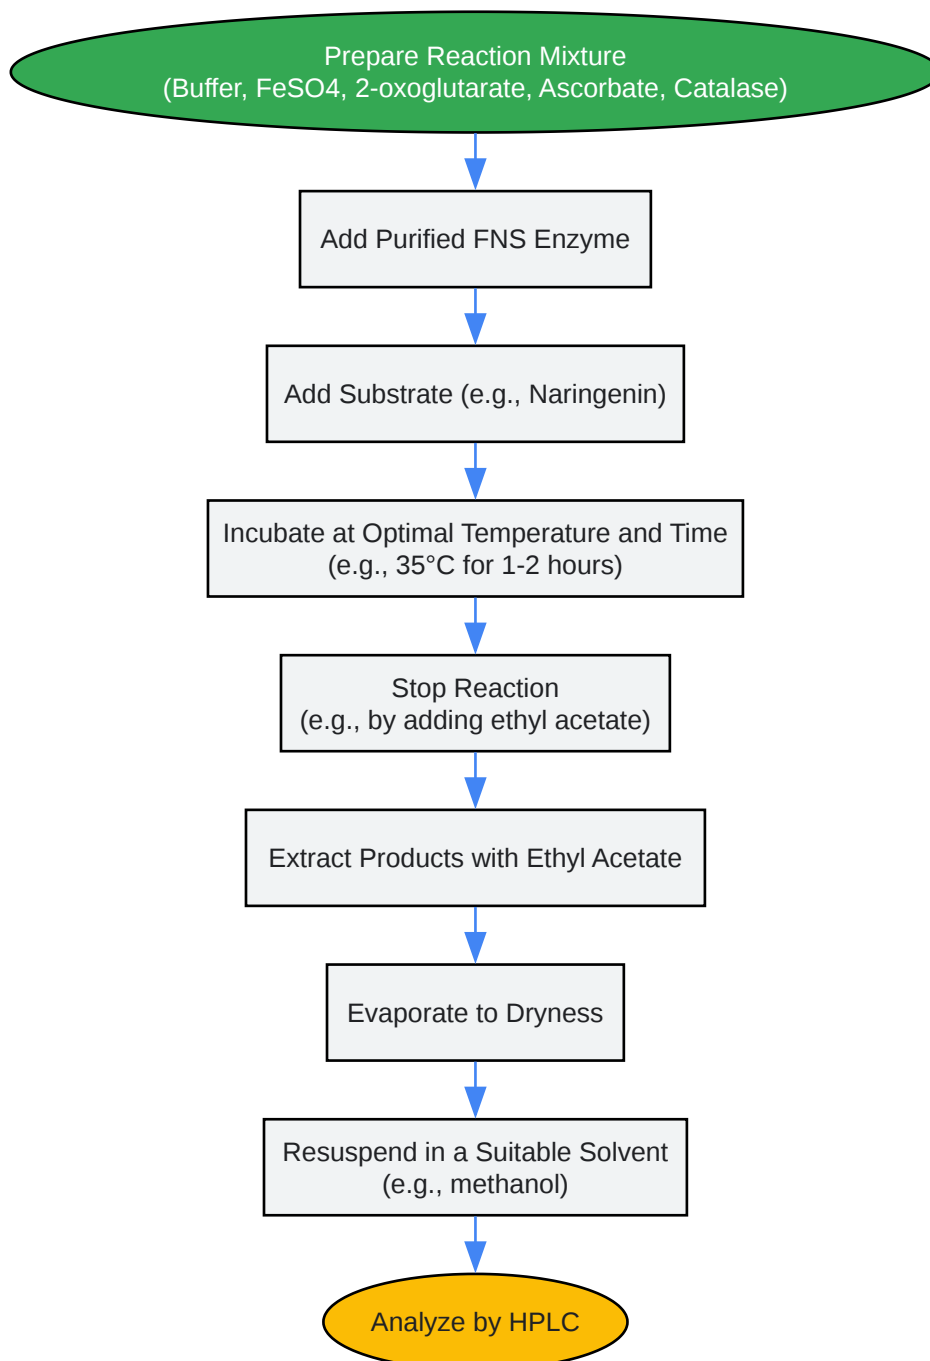 Prepare Reaction Mixture
(Buffer, FeSO4, 2-oxoglutarate, Ascorbate, Catalase)
Add Purified FNS Enzyme
Add Substrate (e.g., Naringenin)
Incubate at Optimal Temperature and Time
(e.g., 35°C for 1-2 hours)
Stop Reaction
(e.g., by adding ethyl acetate)
Extract Products with Ethyl Acetate
Evaporate to Dryness
Resuspend in a Suitable Solvent
(e.g., methanol)
Analyze by HPLC